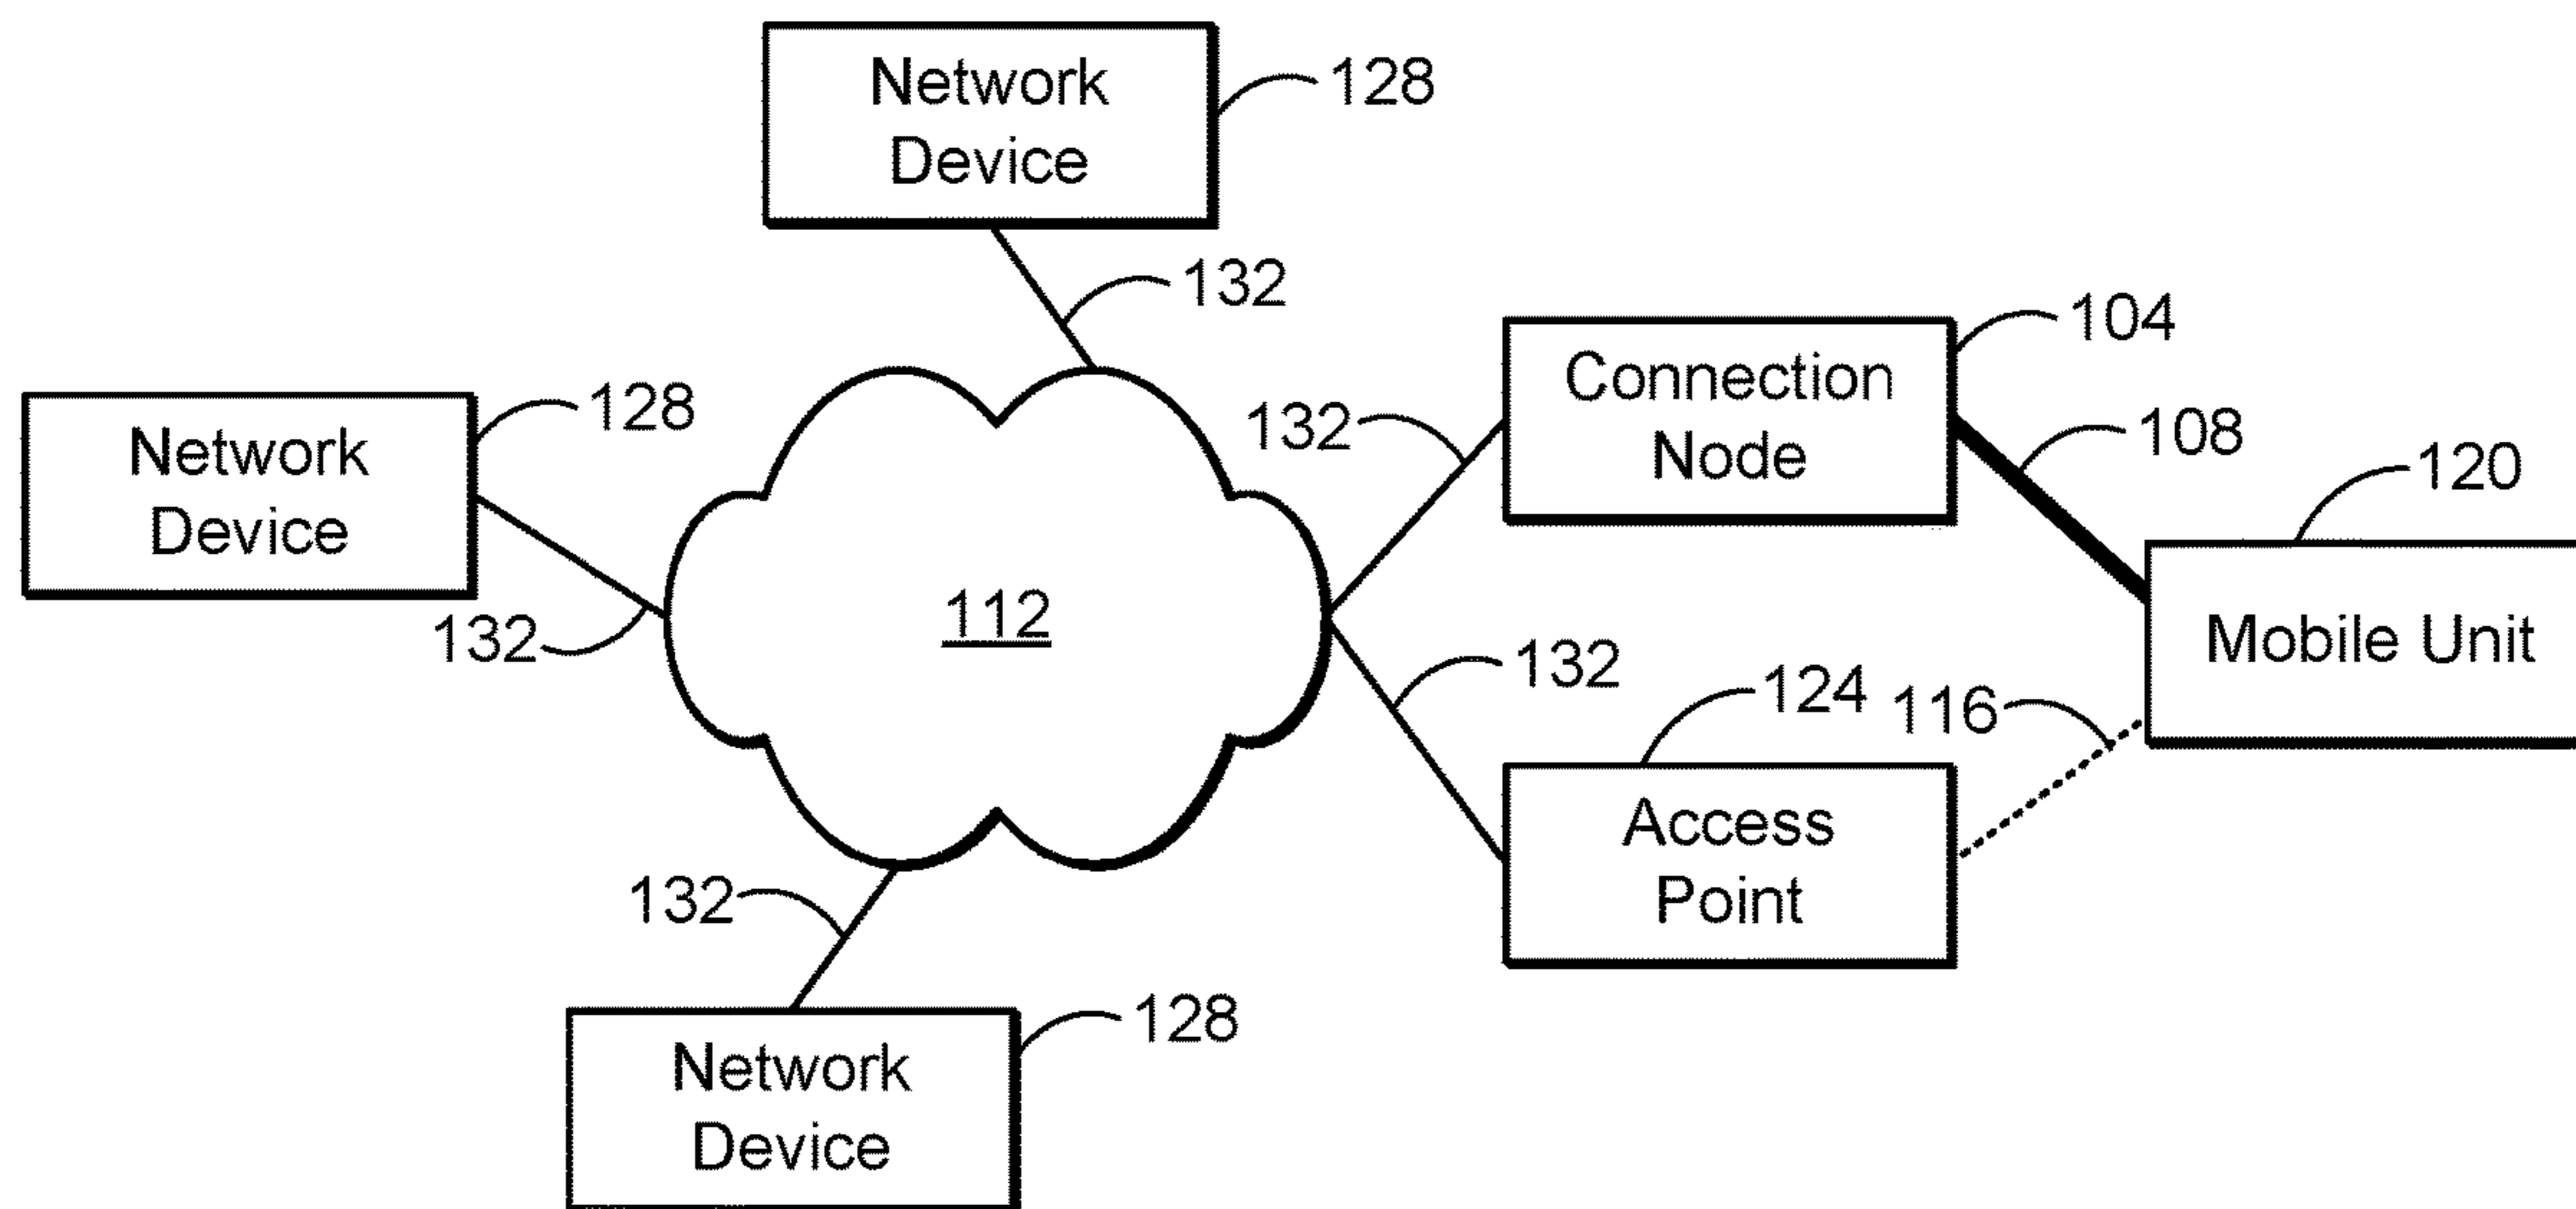 Network
Device
128
132
Network
Device
128
132
112
132
Network
Device
128
Connection
Node
104
132
108
Mobile Unit
120
Access
Point
124
132
116